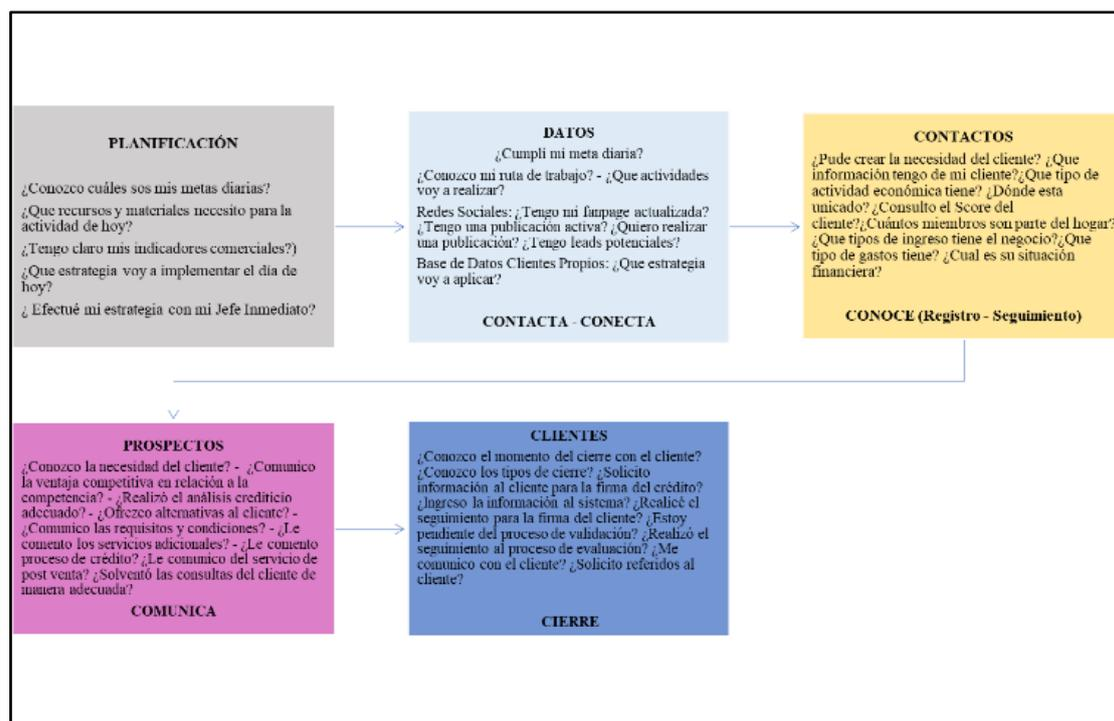 PLANIFICACIÓN
¿Conozco cuáles sos mis metas diarias?
¿Que recursos y materiales necesito para la
actividad de hoy?
¿Tengo claro mis indicadores comerciales?)
¿Que estrategia voy a implementar el día de
hoy?
¿ Efectué mi estrategia con mi Jefe Inmediato?
DATOS
¿Cumplí mi meta diaria?
¿Conozco mi ruta de trabajo? - ¿Que actividades
voy a realizar?
Redes Sociales: ¿Tengo mi fanpage actualizada?
¿Tengo una publicación activa? ¿Quiero realizar
una publicación? ¿Tengo leads potenciales?
Base de Datos Clientes Propios: ¿Que estrategia
voy a aplicar?
CONTACTA - CONECTA
CONTACTOS
¿Pude crear la necesidad del cliente? ¿Que
información tengo de mi cliente?¿Que tipo de
actividad económica tiene? ¿Dónde esta
unicado? ¿Consulto el Score del
cliente?¿Cuántos miembros son parte del hogar?
¿Que tipos de ingreso tiene el negocio?¿Que
tipo de gastos tiene? ¿Cual es su situación
financiera?
CONOCE (Registro - Seguimiento)
PROSPECTOS
¿Conozco la necesidad del cliente? - ¿Comunico
la ventaja competitiva en relación a la
competencia? - ¿Realizó el análisis crediticio
adecuado? - ¿Ofrezco alternativas al cliente? -
¿Comunico los requisitos y condiciones? - ¿Le
comento los servicios adicionales? - ¿Le comento
proceso de crédito? ¿Le comunico del servicio de
post venta? ¿Solventó las consultas del cliente de
manera adecuada?
COMUNICA
CLIENTES
¿Conozco el momento del cierre con el cliente?
¿Conozco los tipos de cierre? ¿Solicito
información al cliente para la firma del crédito?
¿Ingreso la información al sistema? ¿Realicé el
seguimiento para la firma del cliente? ¿Estoy
pendiente del proceso de validación? ¿Realizó el
seguimiento al proceso de evaluación? ¿Me
comunico con el cliente? ¿Solicito referidos al
cliente?
CIERRE